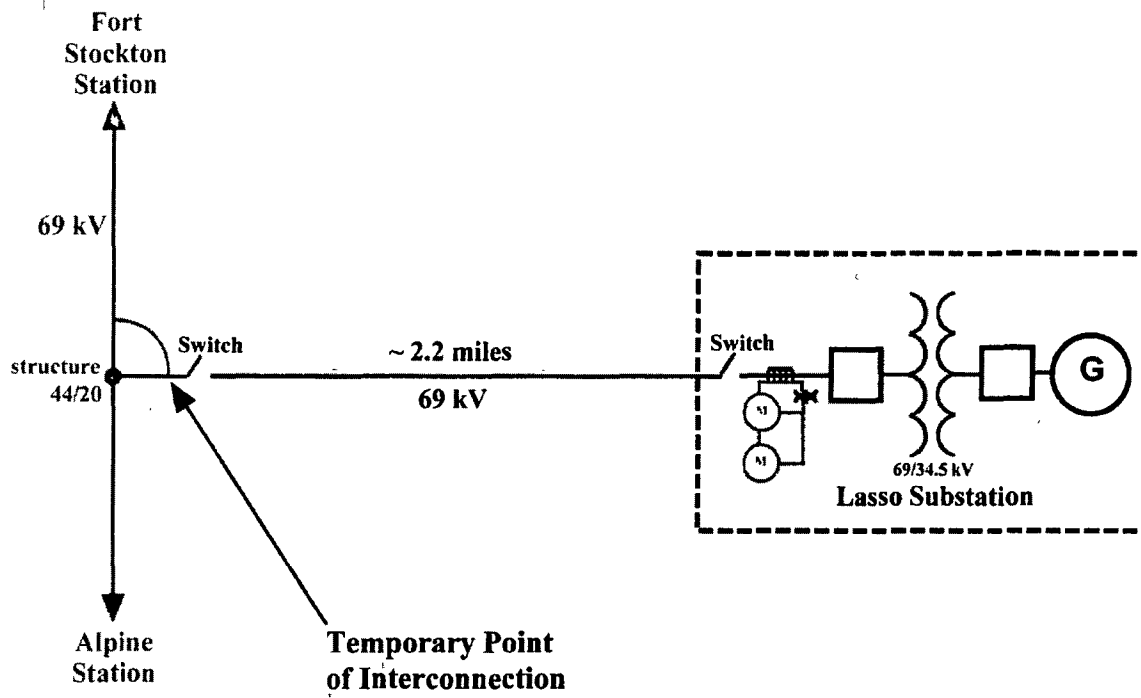 Fort
Stockton
Station
69 kV
structure
44/20
Switch
~ 2.2 miles
69 kV
Switch
M
M
G
69/34.5 kV
Lasso Substation
Alpine
Station
Temporary Point
of Interconnection